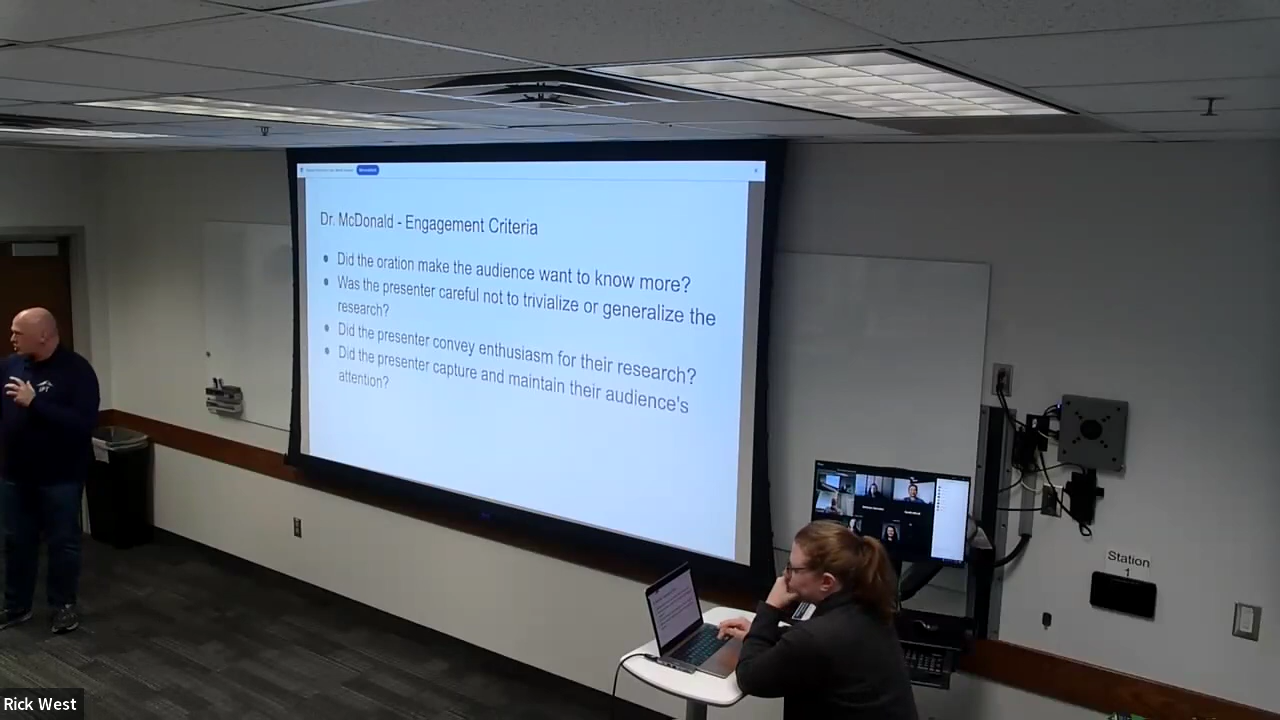 Dr. McDonald - Engagement Criteria
Did the oration make the audience want to know more?
Was the presenter careful not to trivialize or generalize the
research?
Did the presenter convey enthusiasm for their research?
Did the presenter capture and maintain their audience's
attention?
Station
1
Rick West